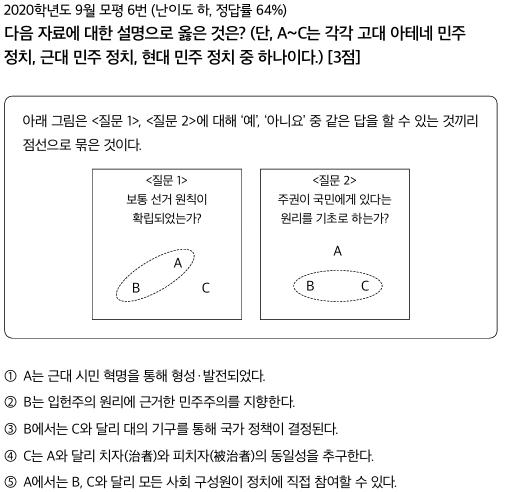 2020학년도 9월 모평 6번 (난이도 하, 정답률 64%)
다음 자료에 대한 설명으로 옳은 것은? (단, A~C는 각각 고대 아테네 민주
정치, 근대 민주 정치, 현대 민주 정치 중 하나이다.) [3점]
아래 그림은 <질문 1>, <질문 2>에 대해 '예', '아니요' 중 같은 답을 할 수 있는 것끼리
점선으로 묶은 것이다.
<질문 1>
보통 선거 원칙이
확립되었는가?
A
B
C
<질문 2>
주권이 국민에게 있다는
원리를 기초로 하는가?
A
B
C
① A는 근대 시민 혁명을 통해 형성·발전되었다.
② B는 입헌주의 원리에 근거한 민주주의를 지향한다.
③ B에서는 C와 달리 대의 기구를 통해 국가 정책이 결정된다.
④ C는 A와 달리 치자(治者)와 피치자(被治者)의 동일성을 추구한다.
⑤ A에서는 B, C와 달리 모든 사회 구성원이 정치에 직접 참여할 수 있다.